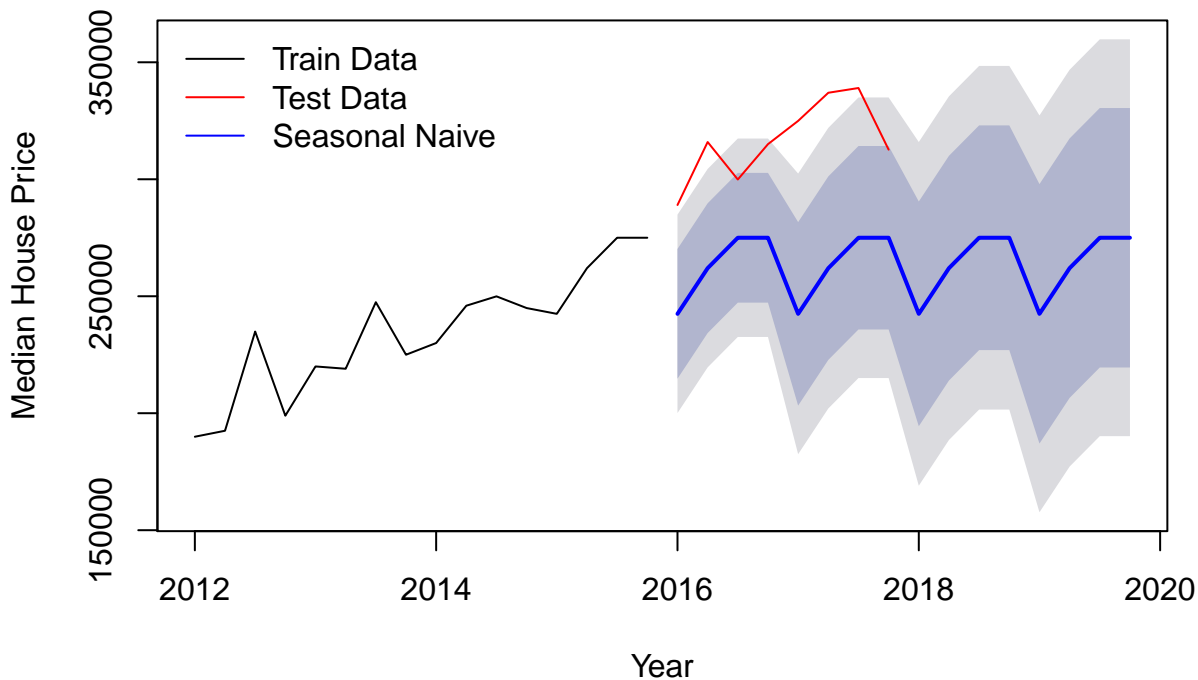 Median House Price
350000
250000
150000
Train Data
Test Data
Seasonal Naive
2012
2014
2016
2018
2020
Year